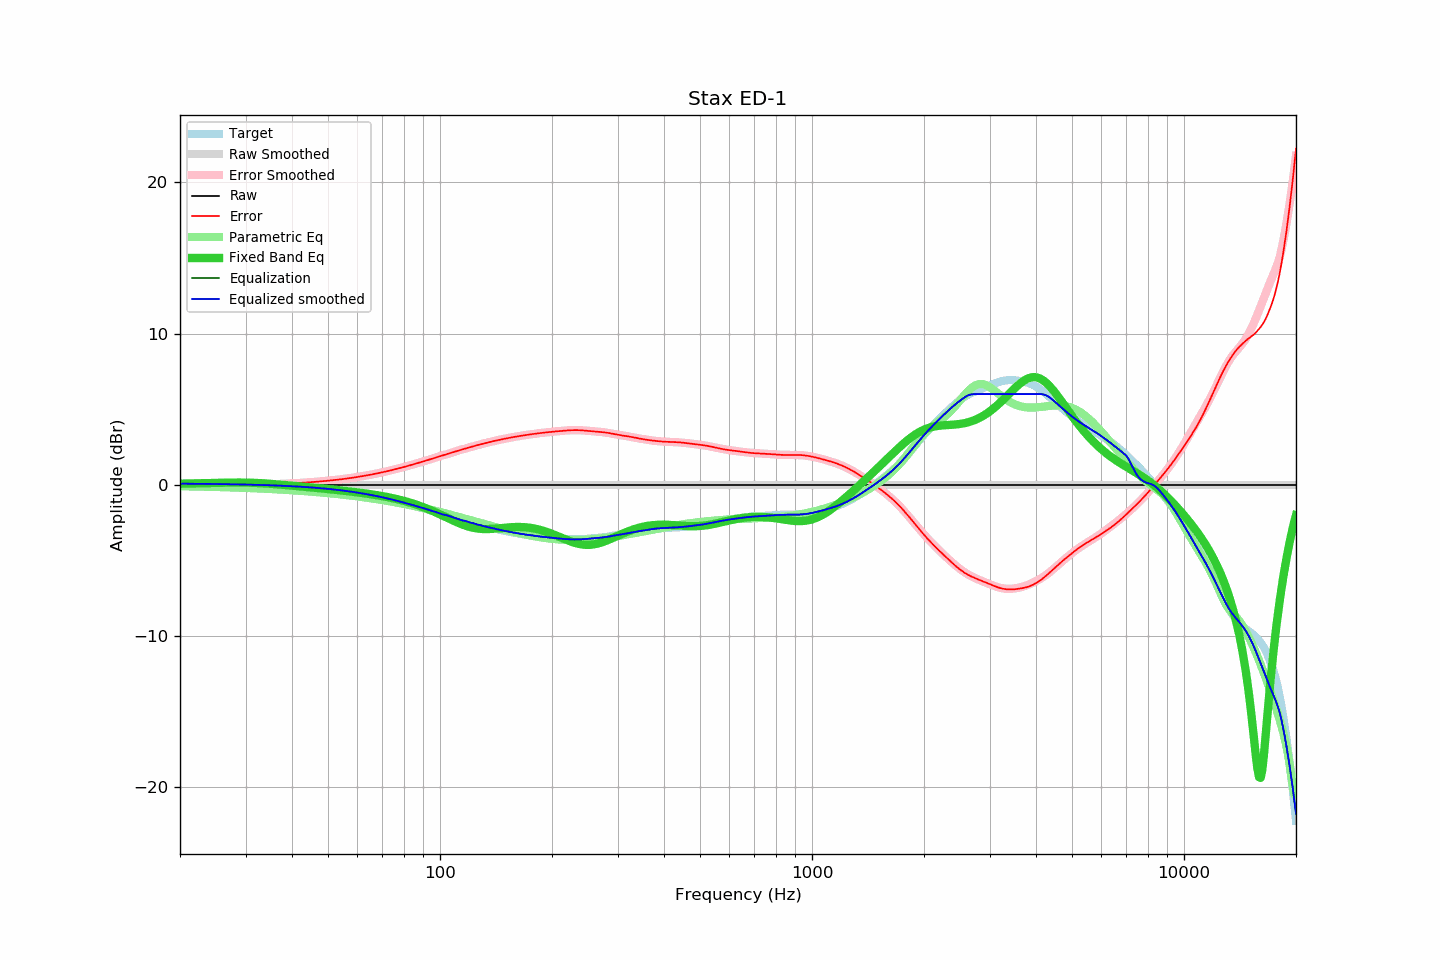 Stax ED-1
Target
Raw Smoothed
Error Smoothed
Raw
Error
Parametric Eq
Fixed Band Eq
Equalization
Equalized smoothed
20
10
0
−10
−20
Amplitude (dBr)
100
1000
10000
Frequency (Hz)